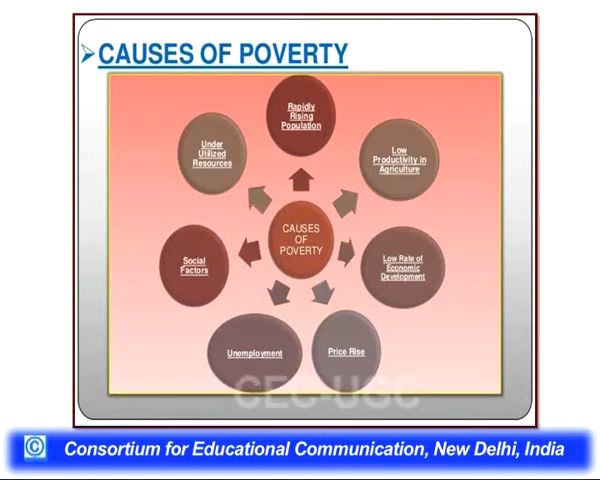 CAUSES OF POVERTY
Rapidly
Rising
Population
Under
Utilized
Resources
Low
Productivity in
Agriculture
CAUSES
OF
POVERTY
Social
Factors
Low Rate of
Economic
Development
Unemployment
Price Rise
CEC-UGC
© Consortium for Educational Communication, New Delhi, India